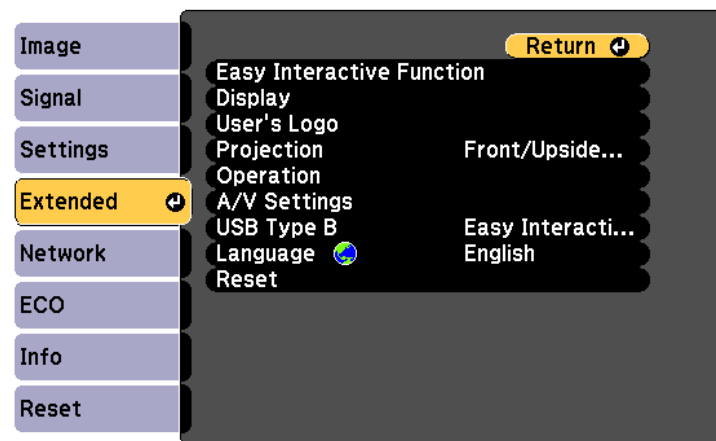 Image
Signal
Settings
Extended
Network
ECO
Info
Reset
Return
Easy Interactive Function
Display
User's Logo
Projection Front/Upside...
Operation
A/V Settings
USB Type B Easy Interacti...
Language English
Reset